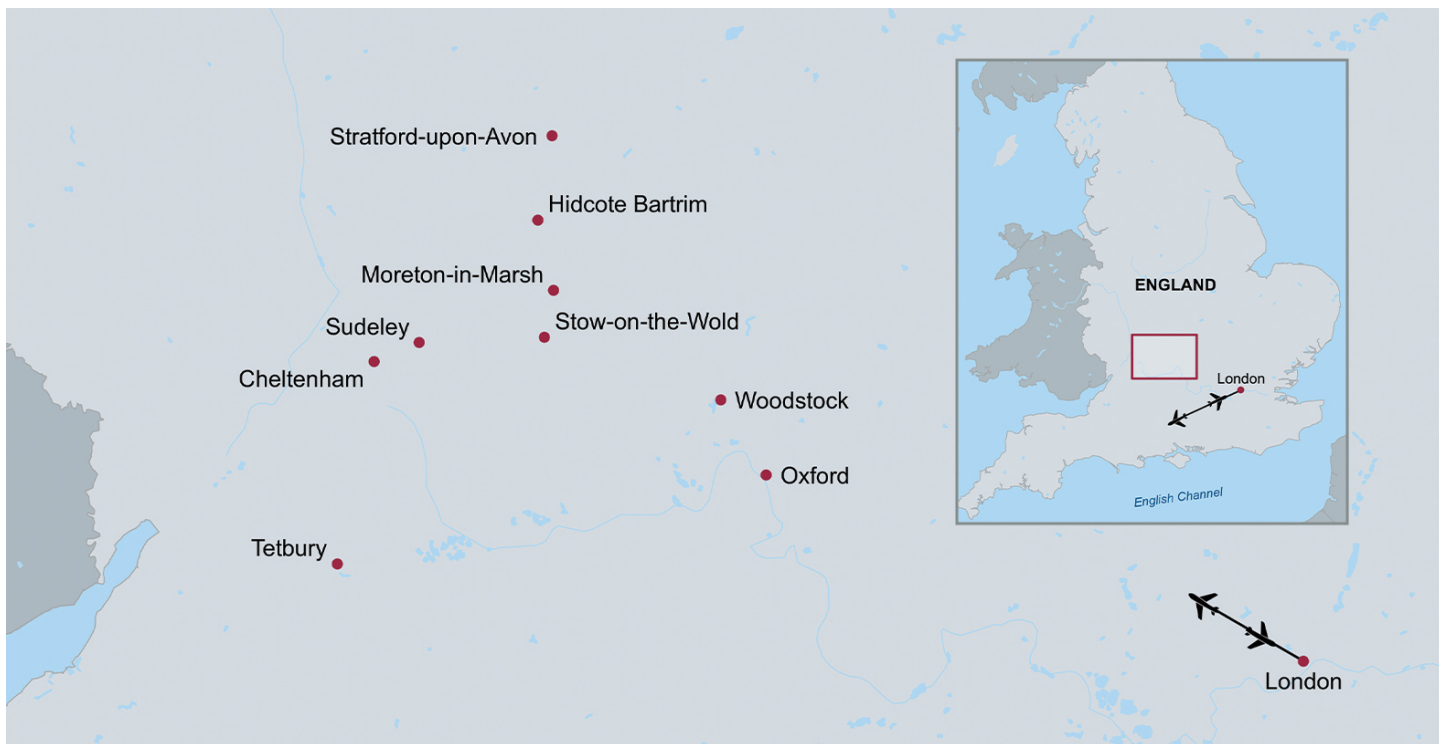 Stratford-upon-Avon
Hidcote Bartrim
Moreton-in-Marsh
Stow-on-the-Wold
Sudeley
Cheltenham
Woodstock
Oxford
Tetbury
London
ENGLAND
London
English Channel